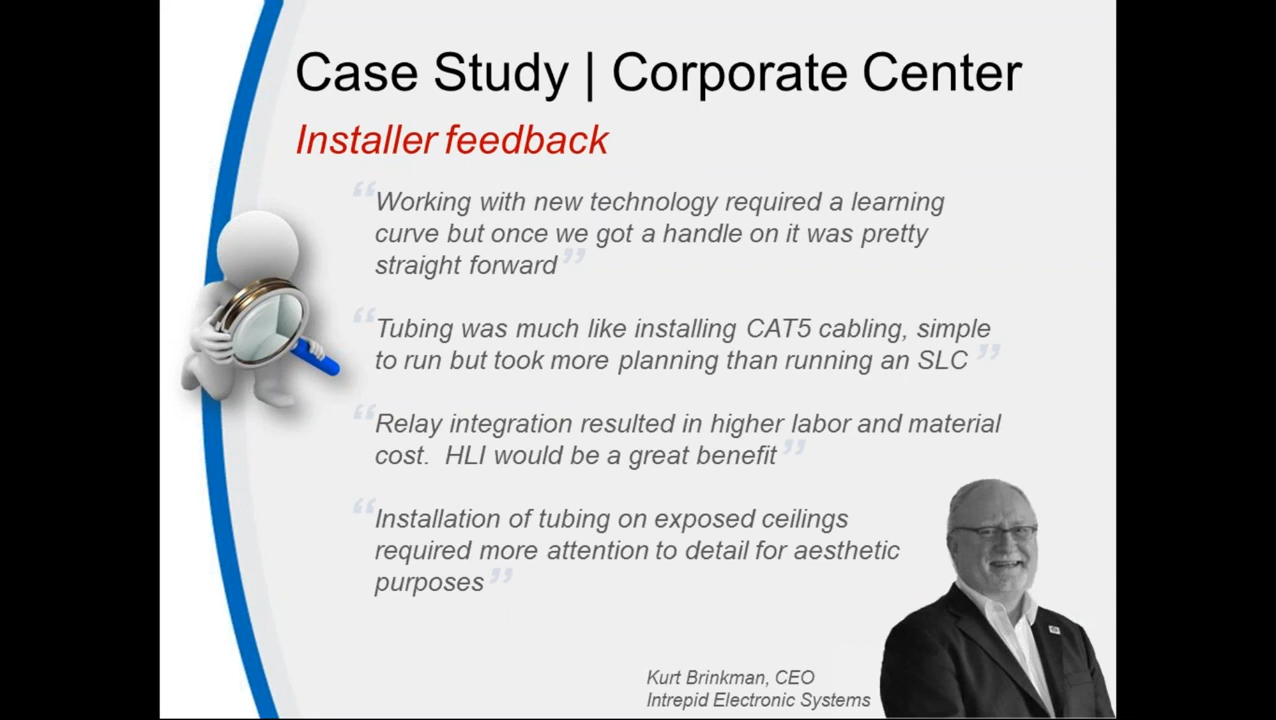 Case Study | Corporate Center
Installer feedback
“Working with new technology required a learning
curve but once we got a handle on it was pretty
straight forward”
“Tubing was much like installing CAT5 cabling, simple
to run but took more planning than running an SLC”
“Relay integration resulted in higher labor and material
cost.  HLI would be a great benefit”
“Installation of tubing on exposed ceilings
required more attention to detail for aesthetic
purposes”
Kurt Brinkman, CEO
Intrepid Electronic Systems